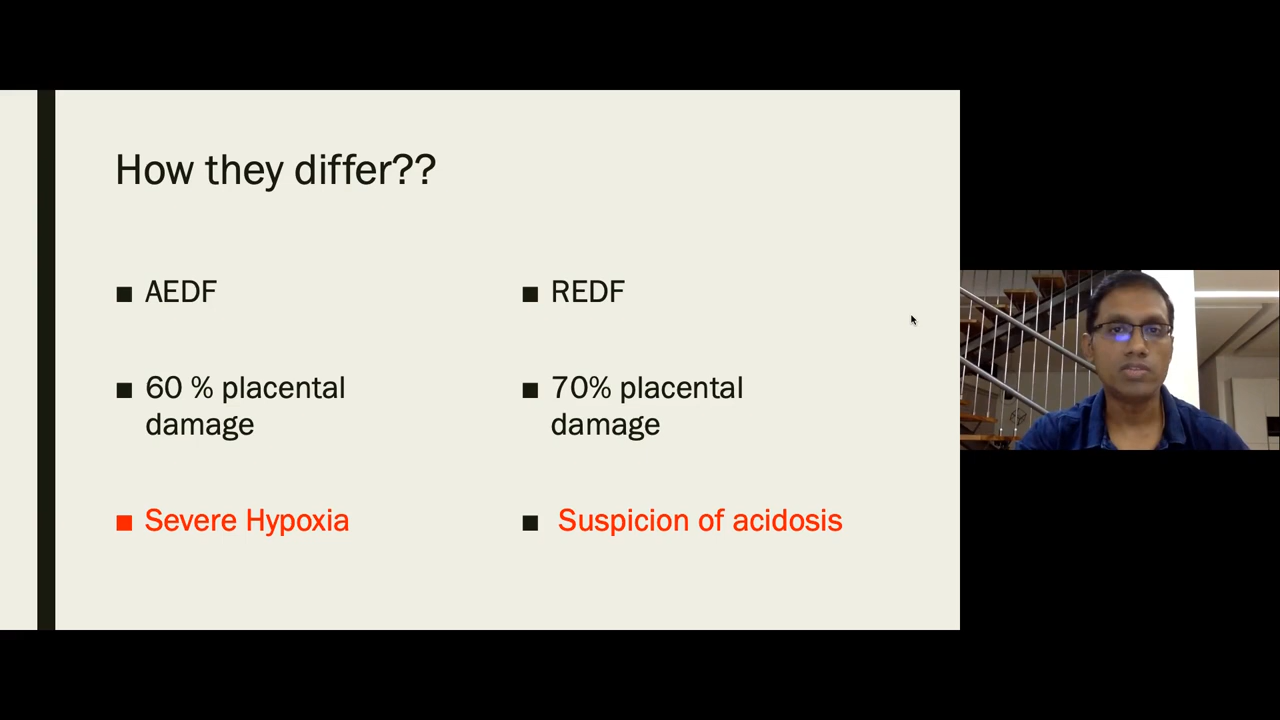 How they differ??
AEDF
60 % placental
damage
Severe Hypoxia
REDF
70% placental
damage
Suspicion of acidosis